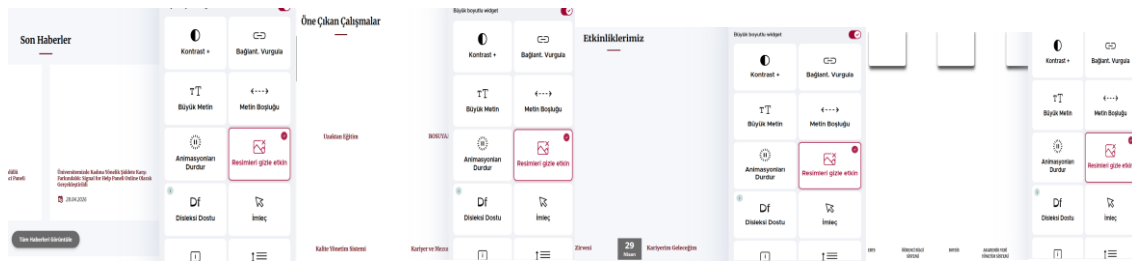 Son Haberler
Kontrast +
Bağlant. Vurgula
Büyük Metin
Metin Boşluğu
Animasyonları
Durdur
Resimleri gizle etkin
Üniversitemizde Kadına Yönelik Şiddete Karşı
Farkındalık: Signal for Help Paneli Online Olarak
Gerçekleştirildi
28.04.2026
Disleksi Dostu
İmleç
Tüm Haberleri Görüntüle
Öne Çıkan Çalışmalar
Büyük boyutlu widget
Kontrast +
Bağlant. Vurgula
Büyük Metin
Metin Boşluğu
Uzaktan Eğitim
Animasyonları
Durdur
Resimleri gizle etkin
Disleksi Dostu
İmleç
Kalite Yönetim Sistemi
Kariyer ve Mezu
Etkinliklerimiz
Büyük boyutlu widget
Kontrast +
Bağlant. Vurgula
Büyük Metin
Metin Boşluğu
Animasyonları
Durdur
Resimleri gizle etkin
Disleksi Dostu
İmleç
Zirvesi
29
Nisan
Kariyerim Geleceğim
Kontrast +
Bağlant. Vurgula
Büyük Metin
Metin Boşluğu
Animasyonları
Durdur
Resimleri gizle etkin
Disleksi Dostu
İmleç